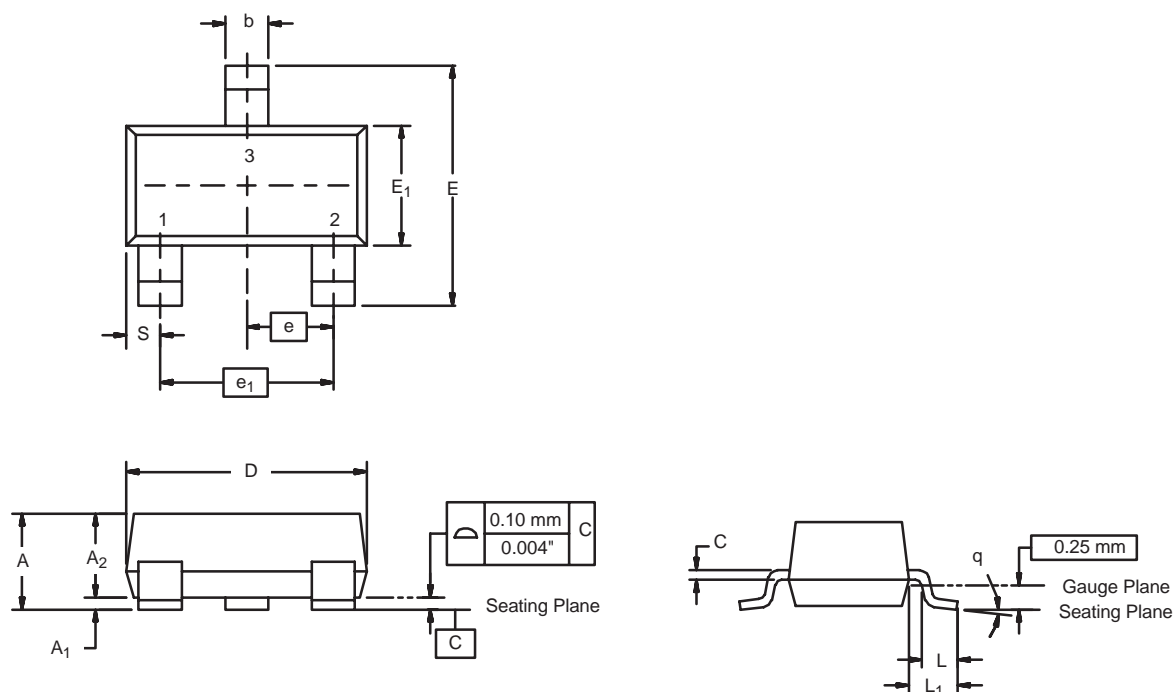 b
3
E₁
E
1
2
S
e
e₁
D
0.10 mm
C
0.004"
A
A₂
Seating Plane
A₁
C
C
q
0.25 mm
Gauge Plane
Seating Plane
L
L₁